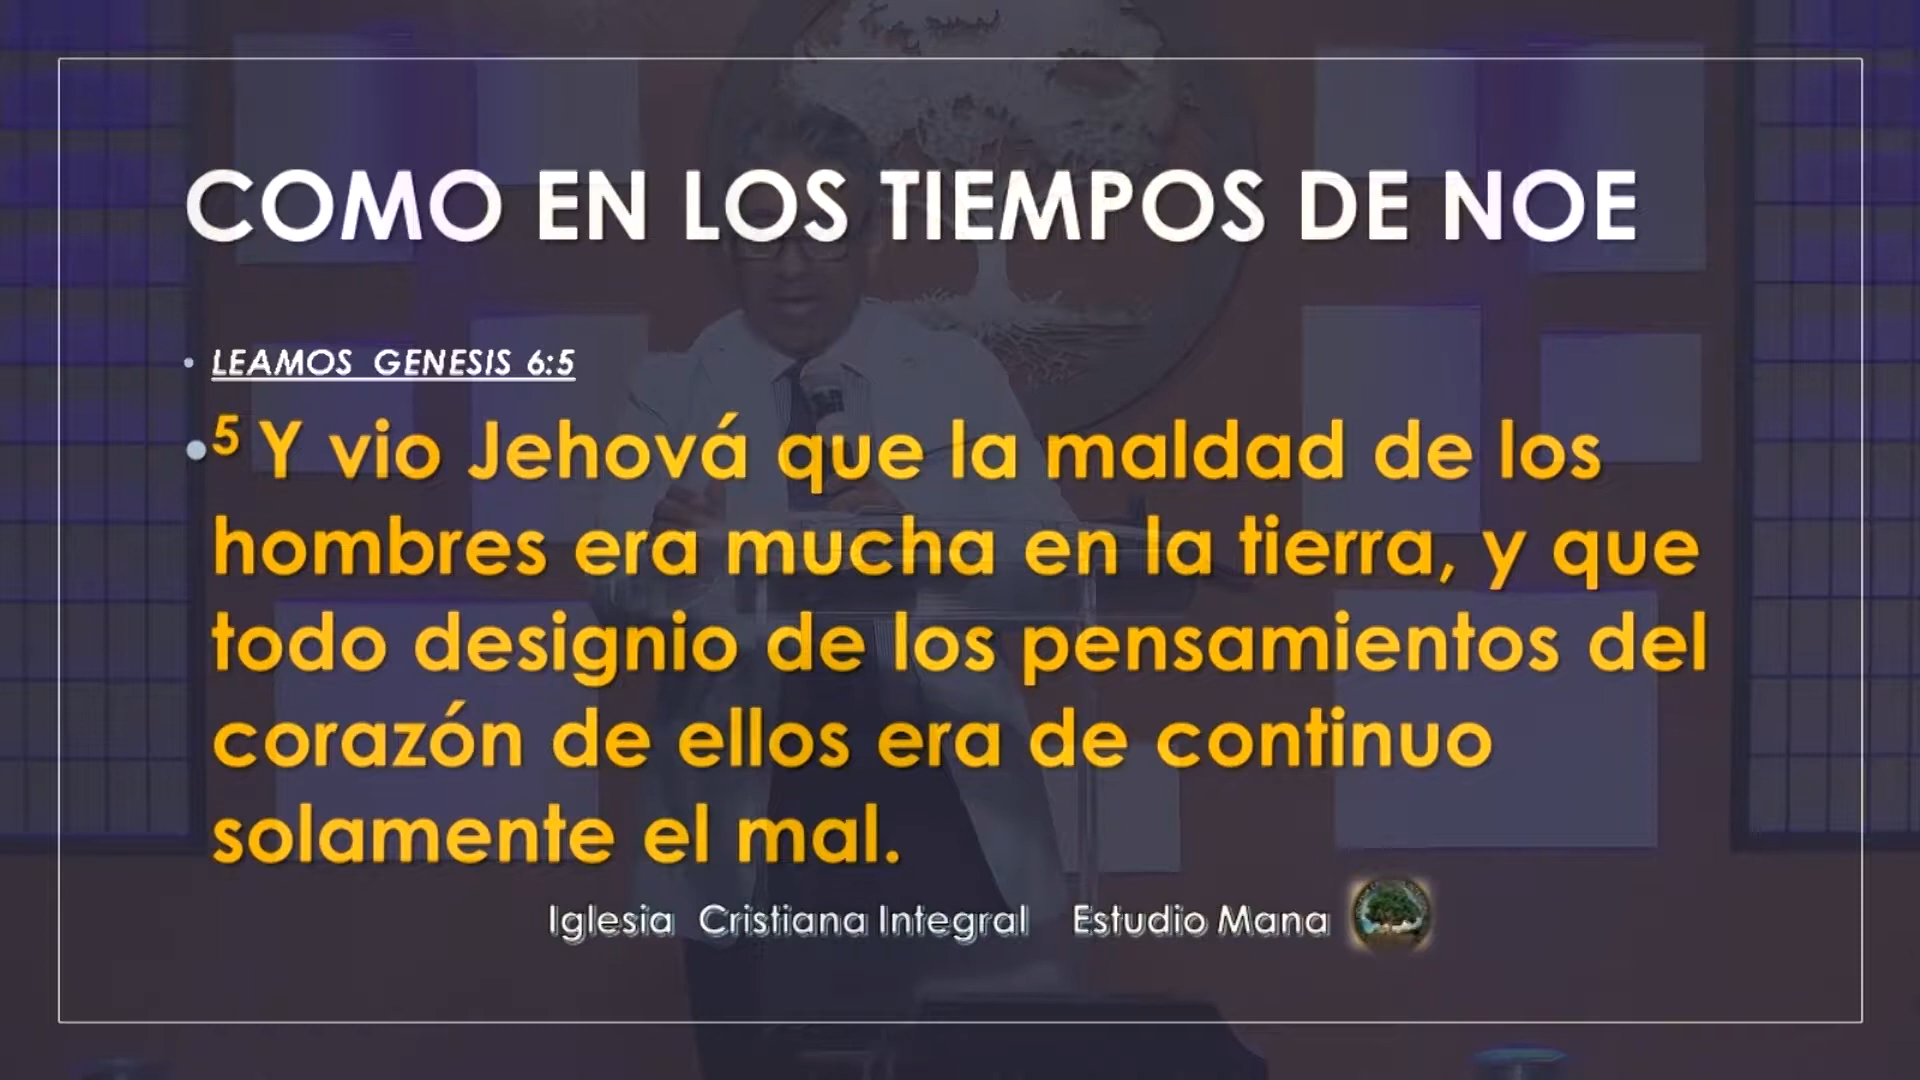 COMO EN LOS TIEMPOS DE NOE
• LEAMOS GENESIS 6:5
• 5 Y vio Jehová que la maldad de los
hombres era mucha en la tierra, y que
todo designio de los pensamientos del
corazón de ellos era de continuo
solamente el mal.
Iglesia Cristiana Integral Estudio Mana